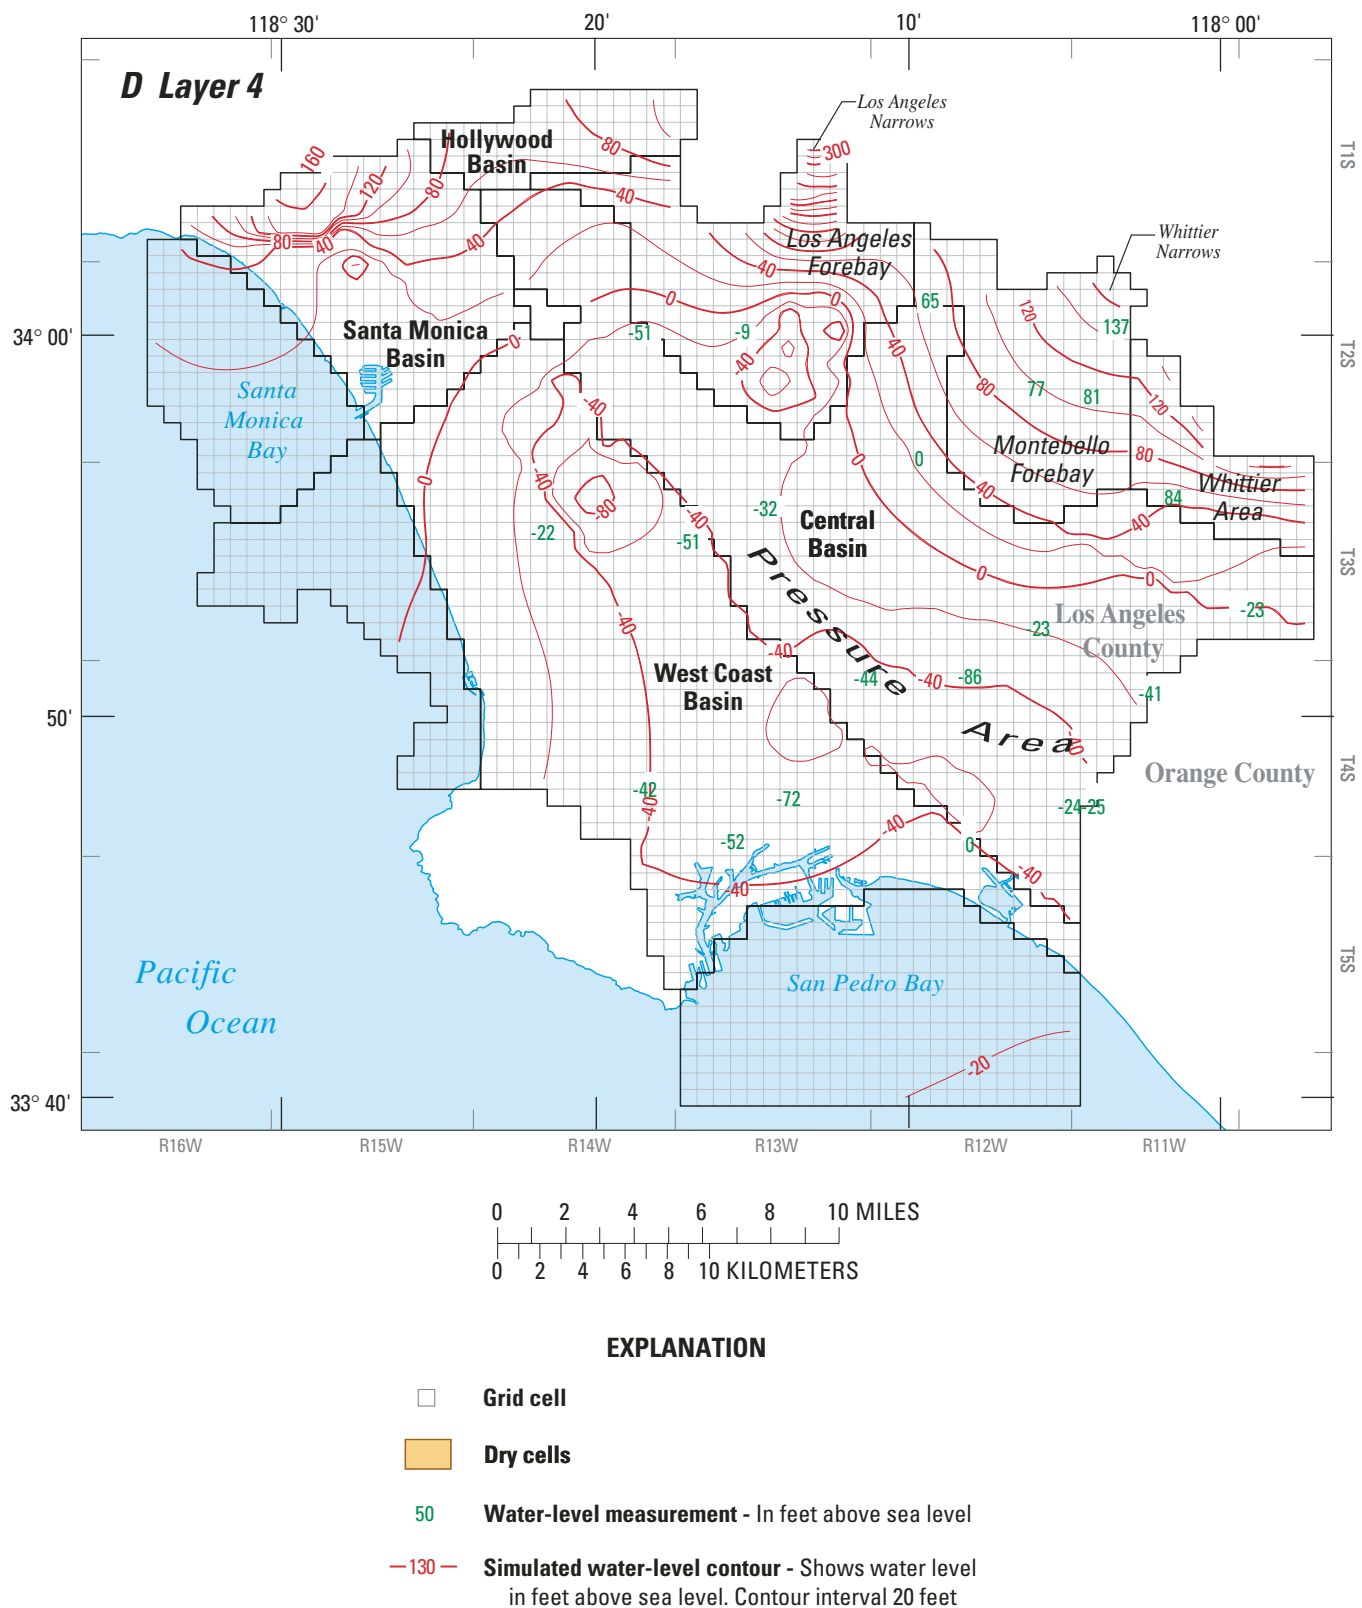 118° 30'
20'
10'
118° 00'
D Layer 4
Los Angeles
Narrows
Hollywood
Basin
80
300
160
120
80
40
T1S
80
40
40
40
Los Angeles
Forebay
Whittier
Narrows
0
0
65
120
137
34° 00'
Santa Monica
Basin
0
-51
-9
-40
40
T2S
Santa
Monica
Bay
-40
80
77
81
120
0
-40
-80
0
0
Montebello
Forebay
80
Whittier
Area
40
84
40
-22
-32
-40
-51
Central
Basin
Pressure
Area
0
0
T3S
-40
-23
-23
Los Angeles
County
-40
West Coast
Basin
-44
-40
-86
-41
50'
-40
Orange County
T4S
-42
-40
-72
-24
-25
-52
-40
0
-40
-40
Pacific
Ocean
San Pedro Bay
T5S
-20
33° 40'
R16W
R15W
R14W
R13W
R12W
R11W
0 2 4 6 8 10 MILES
0 2 4 6 8 10 KILOMETERS
EXPLANATION
Grid cell
Dry cells
50 Water-level measurement - In feet above sea level
130 Simulated water-level contour - Shows water level
in feet above sea level. Contour interval 20 feet